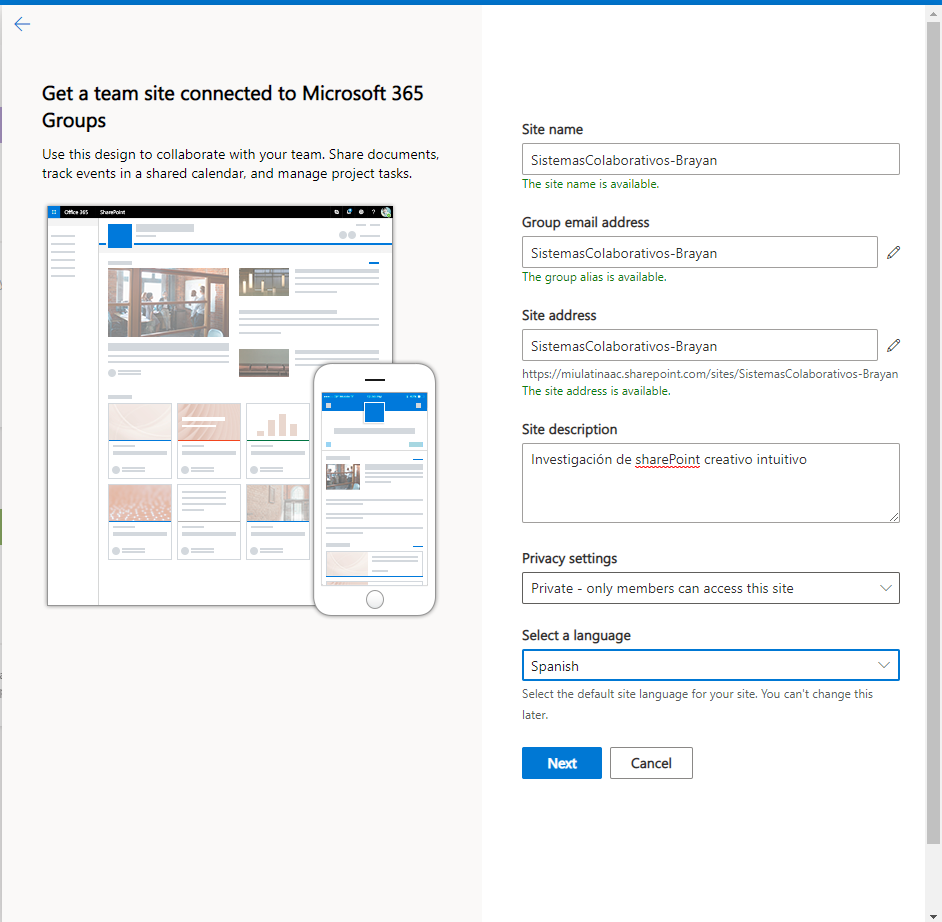 Get a team site connected to Microsoft 365
Groups
Use this design to collaborate with your team. Share documents,
track events in a shared calendar, and manage project tasks.
Office 365 SharePoint
?
Site name
SistemasColaborativos-Brayan
The site name is available.
Group email address
SistemasColaborativos-Brayan
The group alias is available.
Site address
SistemasColaborativos-Brayan
https://miulatinaac.sharepoint.com/sites/SistemasColaborativos-Brayan
The site address is available.
Site description
Investigación de sharePoint creativo intuitivo
Privacy settings
Private - only members can access this site
Select a language
Spanish
Select the default site language for your site. You can't change this
later.
Next
Cancel